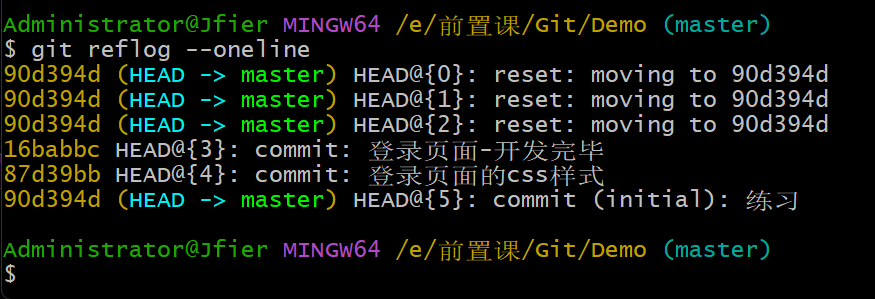 Administrator@Jfier MINGW64 /e/前置课/Git/Demo (master)
$ git reflog --oneline
90d394d (HEAD -> master) HEAD@{0}: reset: moving to 90d394d
90d394d (HEAD -> master) HEAD@{1}: reset: moving to 90d394d
90d394d (HEAD -> master) HEAD@{2}: reset: moving to 90d394d
16babbc HEAD@{3}: commit: 登录页面-开发完毕
87d39bb HEAD@{4}: commit: 登录页面的css样式
90d394d (HEAD -> master) HEAD@{5}: commit (initial): 练习
Administrator@Jfier MINGW64 /e/前置课/Git/Demo (master)
$